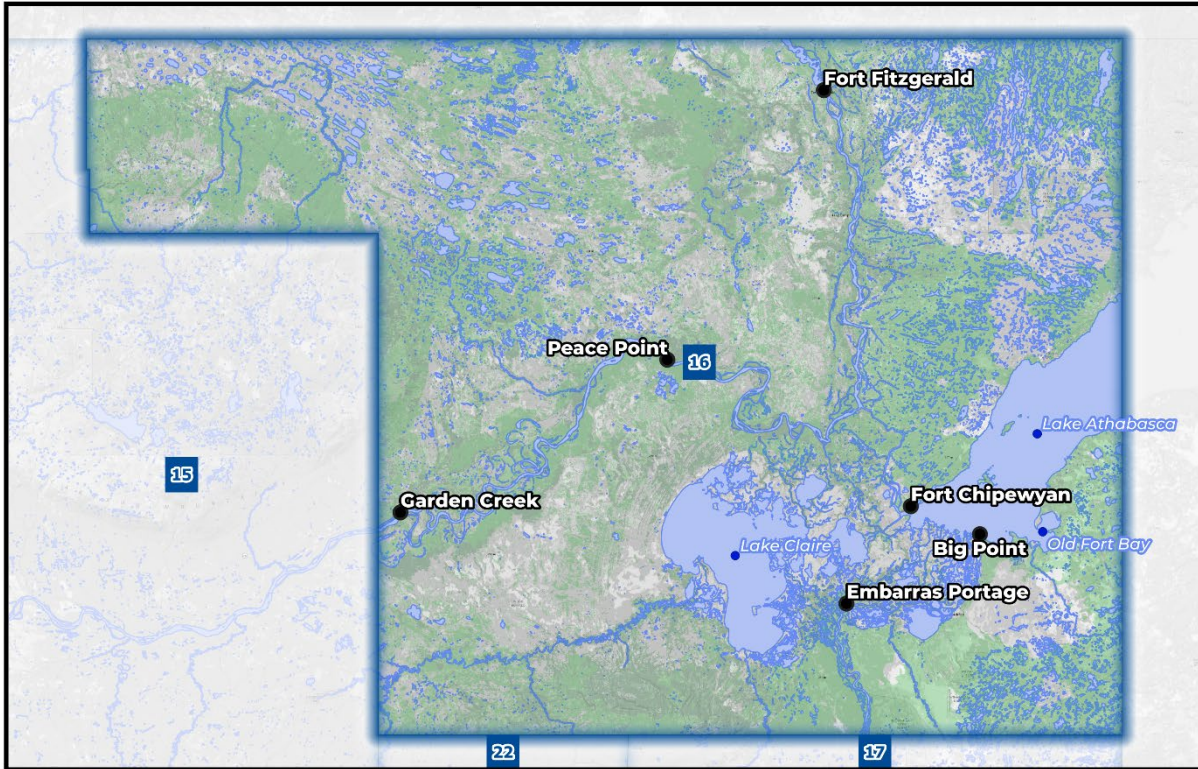 Fort Fitzgerald
Peace Point
16
Lake Athabasca
15
Garden Creek
Fort Chipewyan
Lake Claire
Big Point
Old Fort Bay
Embarras Portage
22
17